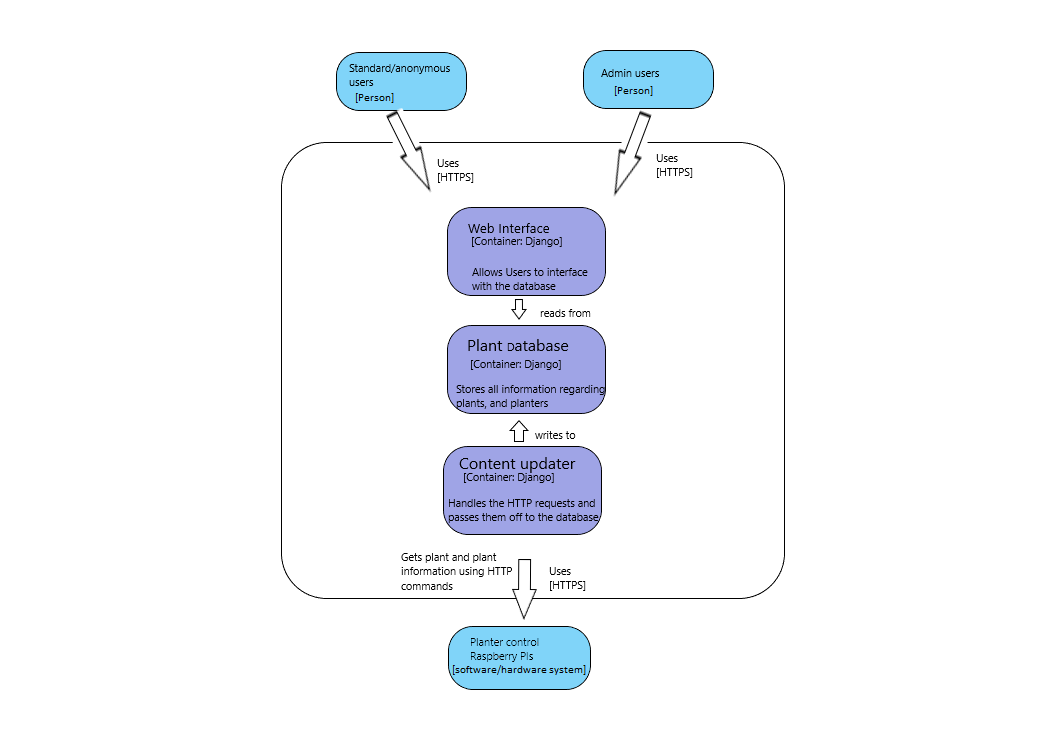 Standard/anonymous
users
[Person]
Admin users
[Person]
Uses
[HTTPS]
Uses
[HTTPS]
Web Interface
[Container: Django]
Allows Users to interface
with the database
reads from
Plant database
[Container: Django]
Stores all information regarding
plants, and planters
writes to
Content updater
[Container: Django]
Handles the HTTP requests and
passes them off to the database
Gets plant and plant
information using HTTP
commands
Uses
[HTTPS]
Planter control
Raspberry PIs
[software/hardware system]